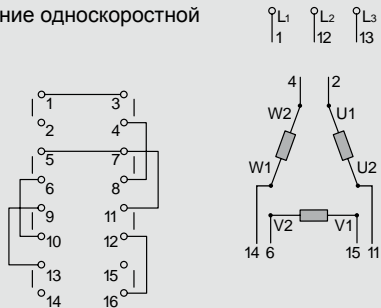 ние односкоростной
L1 L2 L3
1 12 13
1 3
2 4
5 7
6 8
9 11
10 12
13 15
14 16
4 2
W2 U1
W1 U2
V2 V1
14 6 15 11